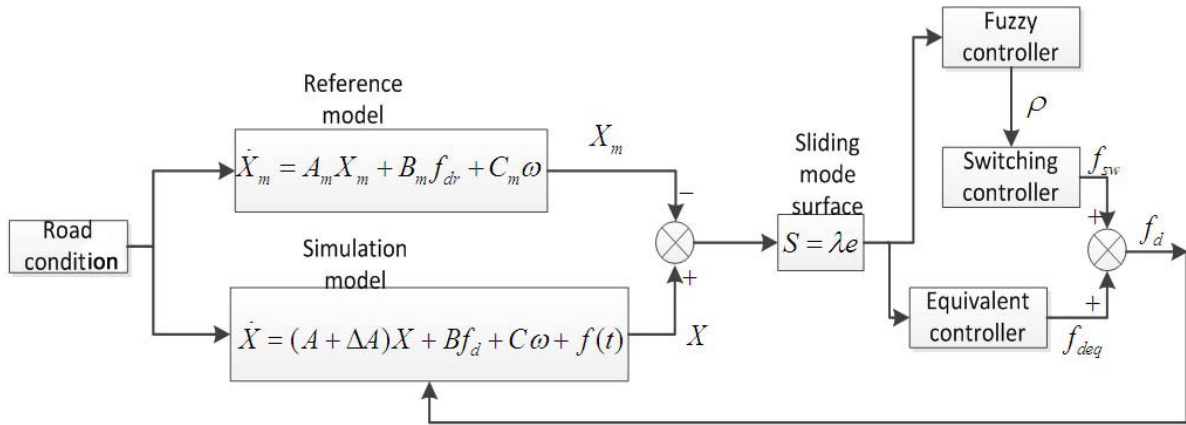 Road
condition
Reference
model
Ẋ_m = A_m X_m + B_m f_dr + C_m ω
X_m
Simulation
model
Ẋ = (A + ΔA)X + Bf_d + Cω + f(t)
X
−
+
Sliding
mode
surface
S = λe
Fuzzy
controller
ρ
Switching
controller
f_sw
+
Equivalent
controller
+
f_deq
f_d